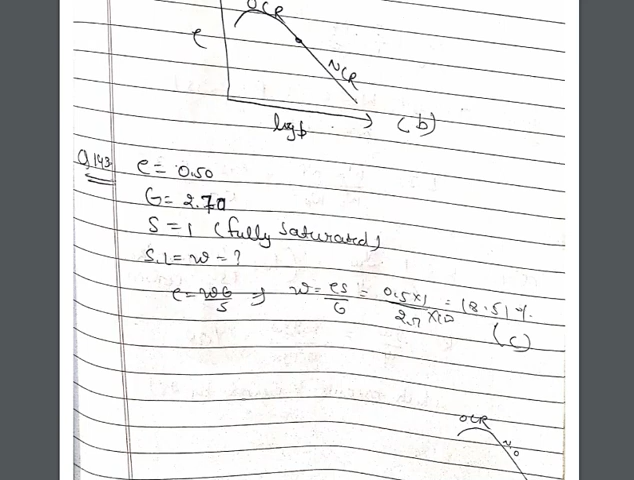 OCR
e
NCR
log p
(b)
Q.143 e = 0.50
G = 2.70
S = 1 (fully saturated)
S.L = w = ?
e = wG/S ⇒ w = eS/G = 0.5×1/2.7×10 = 18.51 %.
(c)
OCR